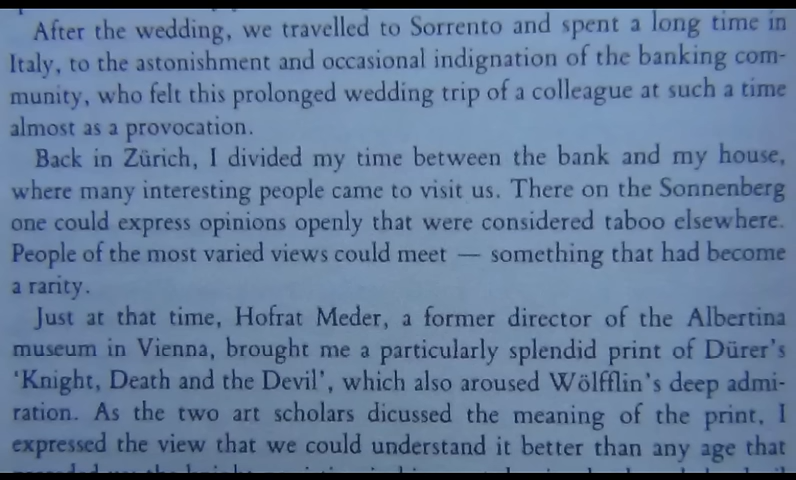 After the wedding, we travelled to Sorrento and spent a long time in
Italy, to the astonishment and occasional indignation of the banking com-
munity, who felt this prolonged wedding trip of a colleague at such a time
almost as a provocation.
Back in Zürich, I divided my time between the bank and my house,
where many interesting people came to visit us. There on the Sonnenberg
one could express opinions openly that were considered taboo elsewhere.
People of the most varied views could meet — something that had become
a rarity.
Just at that time, Hofrat Meder, a former director of the Albertina
museum in Vienna, brought me a particularly splendid print of Dürer's
'Knight, Death and the Devil', which also aroused Wölfflin's deep admi-
ration. As the two art scholars dicussed the meaning of the print, I
expressed the view that we could understand it better than any age that